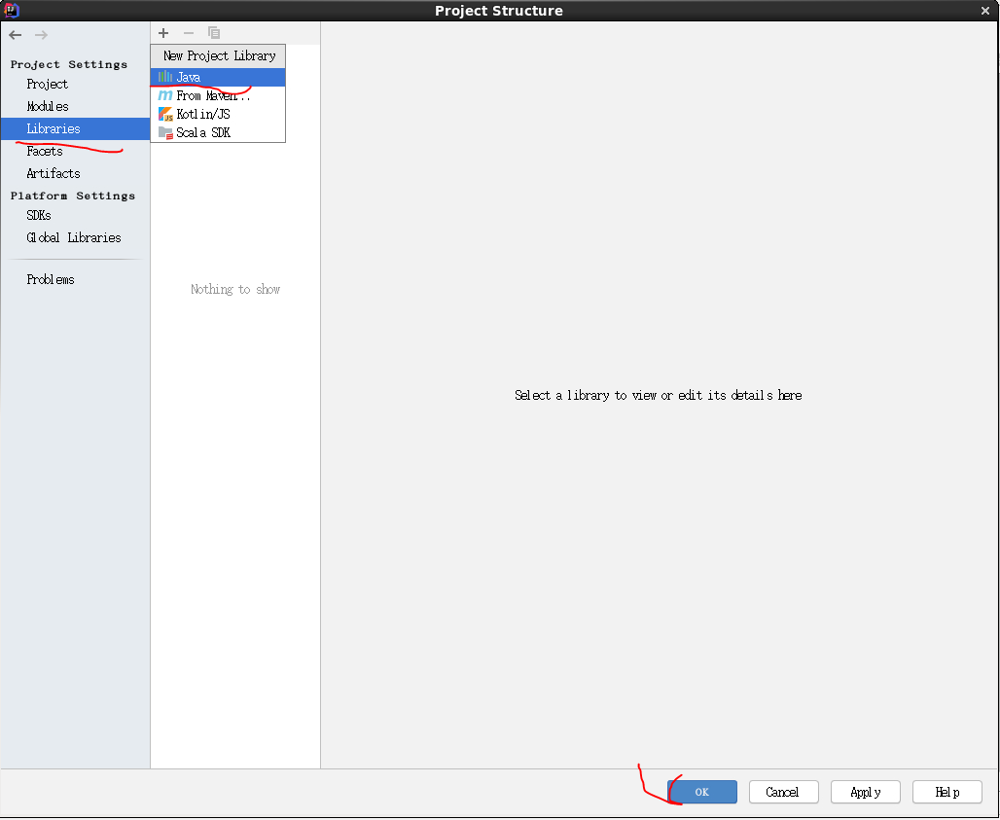 Project Structure
New Project Library
Java
From Maven...
Kotlin/JS
Scala SDK
Project Settings
Project
Modules
Libraries
Facets
Artifacts
Platform Settings
SDKs
Global Libraries
Problems
Nothing to show
Select a library to view or edit its details here
OK
Cancel
Apply
Help